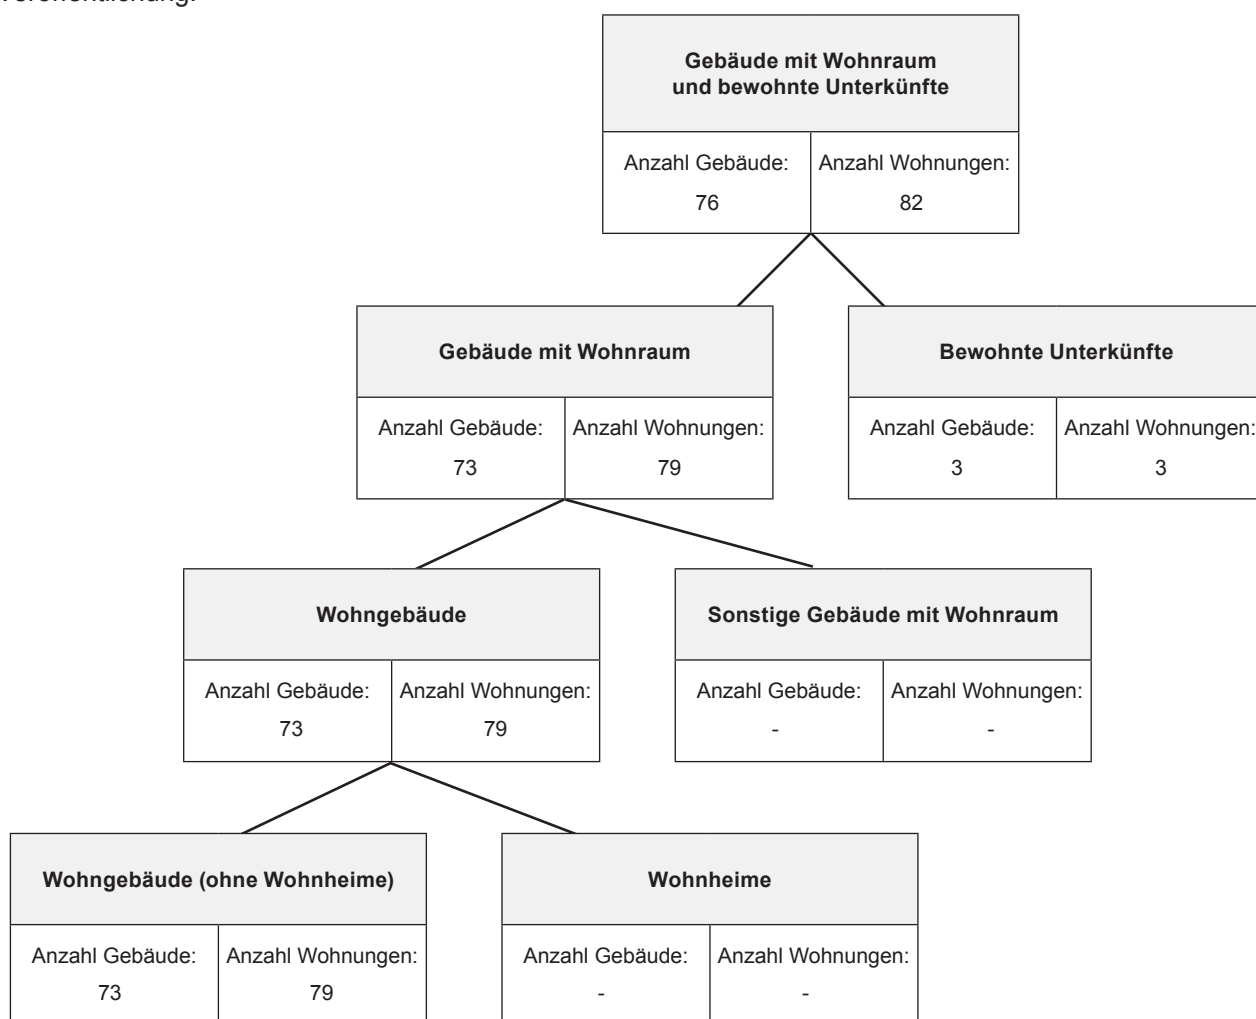 Veröffentlichung.
Gebäude mit Wohnraum
und bewohnte Unterkünfte
Anzahl Gebäude: Anzahl Wohnungen:
76 82
Gebäude mit Wohnraum
Anzahl Gebäude: Anzahl Wohnungen:
73 79
Bewohnte Unterkünfte
Anzahl Gebäude: Anzahl Wohnungen:
3 3
Wohngebäude
Anzahl Gebäude: Anzahl Wohnungen:
73 79
Sonstige Gebäude mit Wohnraum
Anzahl Gebäude: Anzahl Wohnungen:
- -
Wohngebäude (ohne Wohnheime)
Anzahl Gebäude: Anzahl Wohnungen:
73 79
Wohnheime
Anzahl Gebäude: Anzahl Wohnungen:
- -